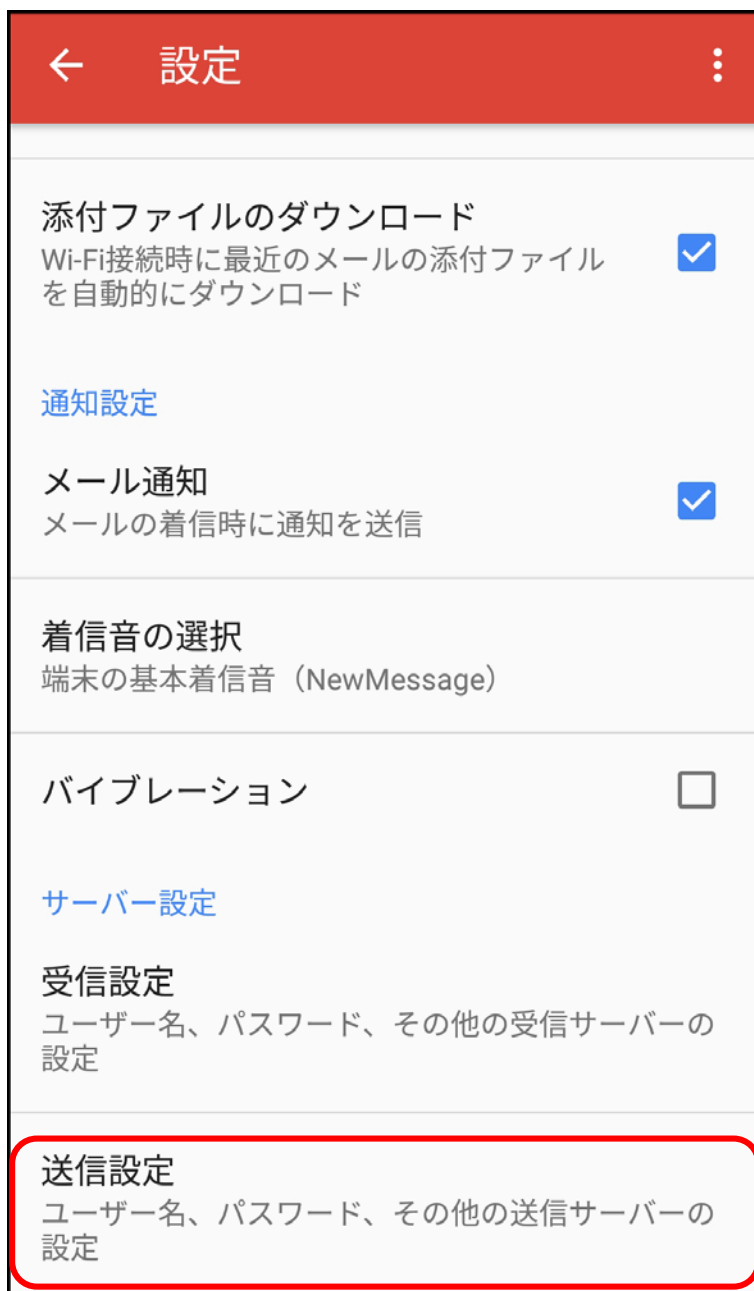 設定
添付ファイルのダウンロード
Wi-Fi接続時に最近のメールの添付ファイル
を自動的にダウンロード
通知設定
メール通知
メールの着信時に通知を送信
着信音の選択
端末の基本着信音（NewMessage）
バイブレーション
サーバー設定
受信設定
ユーザー名、パスワード、その他の受信サーバーの
設定
送信設定
ユーザー名、パスワード、その他の送信サーバーの
設定